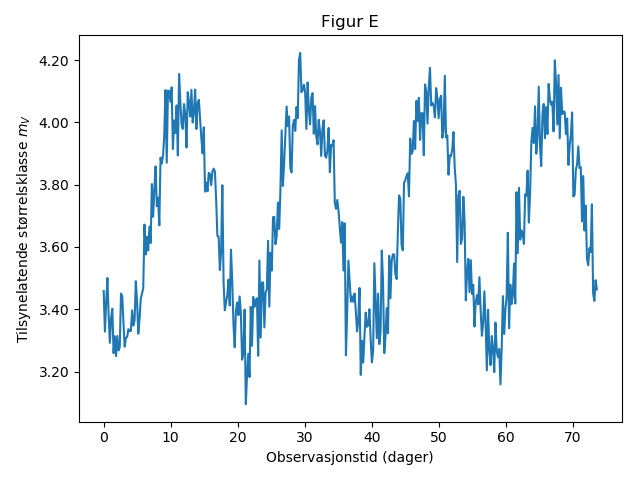 Figur E
Tilsynelatende størrelsklasse $m_V$
4.20
4.00
3.80
3.60
3.40
3.20
0 10 20 30 40 50 60 70
Observasjonstid (dager)